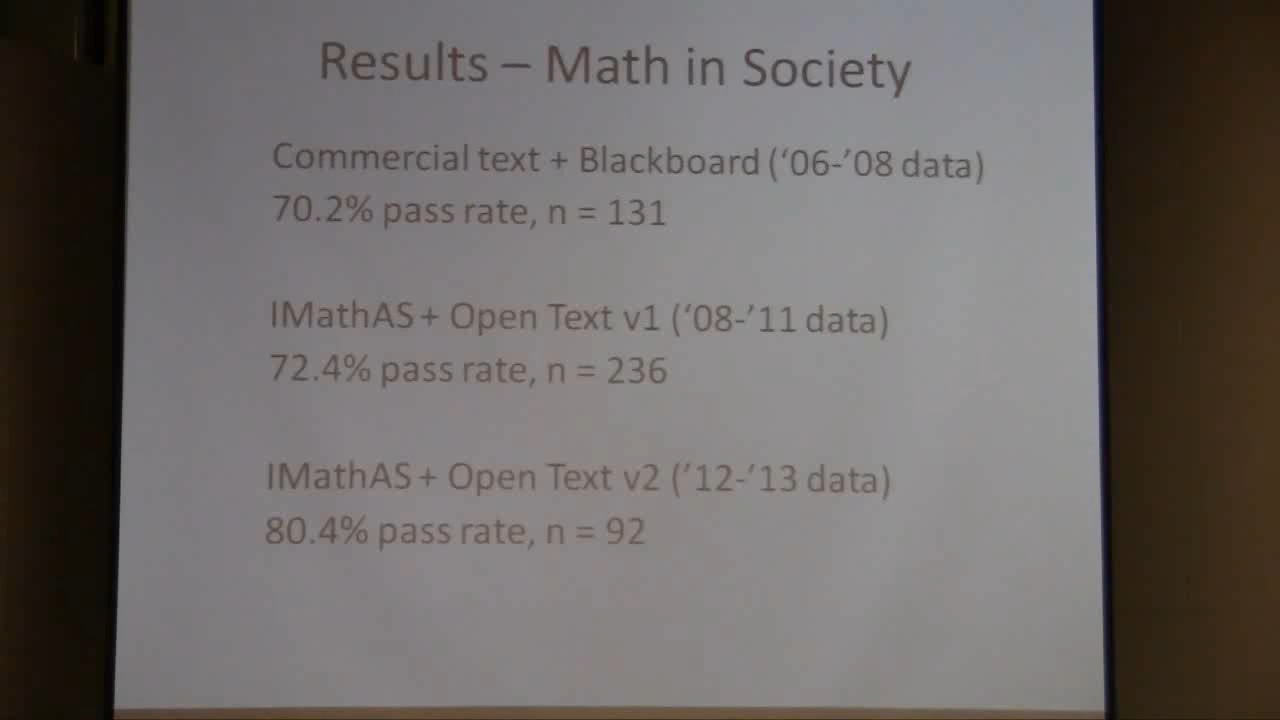 Results – Math in Society
Commercial text + Blackboard (‘06-’08 data)
70.2% pass rate, n = 131
IMathAS + Open Text v1 (‘08-’11 data)
72.4% pass rate, n = 236
IMathAS + Open Text v2 (’12-’13 data)
80.4% pass rate, n = 92